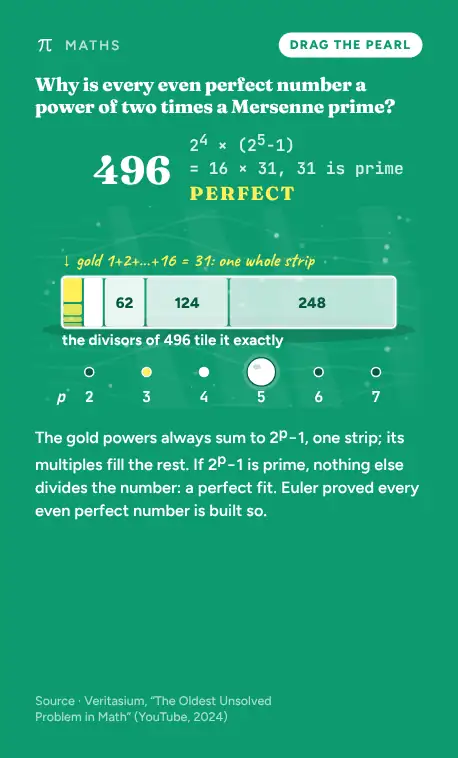 π MATHS
DRAG THE PEARL
Why is every even perfect number a
power of two times a Mersenne prime?
496
2⁴ × (2⁵-1)
= 16 × 31, 31 is prime
PERFECT
↓ gold 1+2+...+16 = 31: one whole strip
62 124 248
the divisors of 496 tile it exactly
p 2 3 4 5 6 7
The gold powers always sum to 2ᵖ−1, one strip; its
multiples fill the rest. If 2ᵖ−1 is prime, nothing else
divides the number: a perfect fit. Euler proved every
even perfect number is built so.
Source · Veritasium, “The Oldest Unsolved
Problem in Math” (YouTube, 2024)